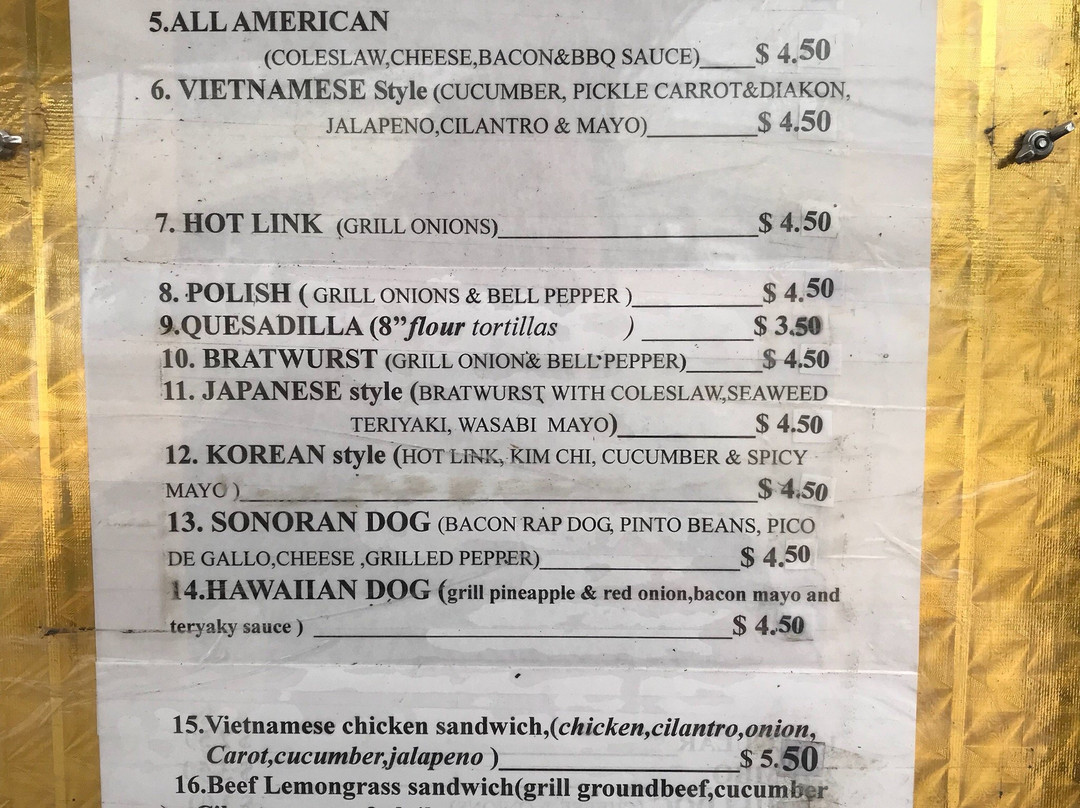 5.ALL AMERICAN
(COLESLAW,CHEESE,BACON&BBQ SAUCE)____$ 4.50
6. VIETNAMESE Style (CUCUMBER, PICKLE CARROT&DIAKON,
JALAPENO,CILANTRO & MAYO)________$ 4.50
7. HOT LINK (GRILL ONIONS)___________________$ 4.50
8. POLISH ( GRILL ONIONS & BELL PEPPER )_________$ 4.50
9.QUESADILLA (8”flour tortillas ) ________$ 3.50
10. BRATWURST (GRILL ONION& BELL PEPPER)_____$ 4.50
11. JAPANESE style (BRATWURST WITH COLESLAW,SEAWEED
TERIYAKI, WASABI MAYO)__________$ 4.50
12. KOREAN style (HOT LINK, KIM CHI, CUCUMBER & SPICY
MAYO )______________________________________$ 4.50
13. SONORAN DOG (BACON RAP DOG, PINTO BEANS, PICO
DE GALLO,CHEESE ,GRILLED PEPPER)______________$ 4.50
14.HAWAIIAN DOG (grill pineapple & red onion,bacon mayo and
teryaky sauce ) ______________________________$ 4.50
15.Vietnamese chicken sandwich,(chicken,cilantro,onion,
Carot,cucumber,jalapeno )_________________$ 5.50
16.Beef Lemongrass sandwich(grill groundbeef,cucumber